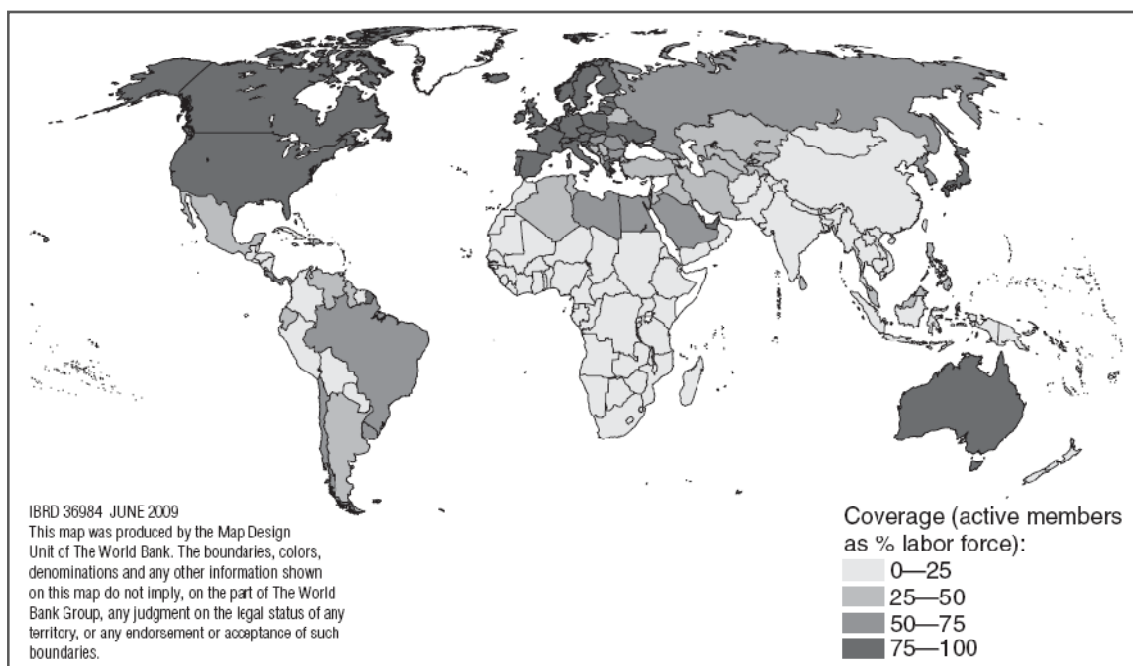 IBRD 36984 JUNE 2009
This map was produced by the Map Design
Unit of The World Bank. The boundaries, colors,
denominations and any other information shown
on this map do not imply, on the part of The World
Bank Group, any judgment on the legal status of any
territory, or any endorsement or acceptance of such
boundaries.
Coverage (active members
as % labor force):
0—25
25—50
50—75
75—100